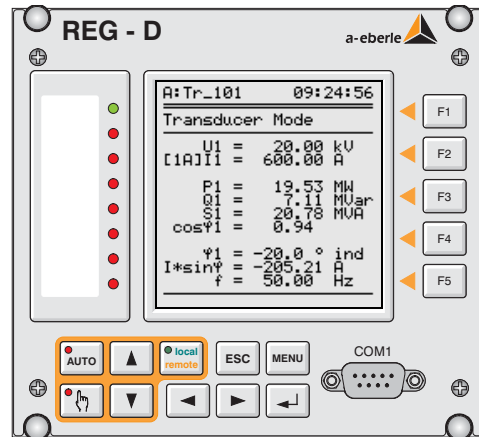 REG - D
a-eberle
A:Tr_101 09:24:56
Transducer Mode
U1 = 20.00 kV
[1A]I1 = 600.00 A
P1 = 19.53 MW
Q1 = 7.11 MVar
S1 = 20.78 MVA
cosφ1 = 0.94
φ1 = -20.0 ° ind
I*sinφ = -205.21 A
f = 50.00 Hz
F1
F2
F3
F4
F5
AUTO
local
remote
ESC
MENU
COM1